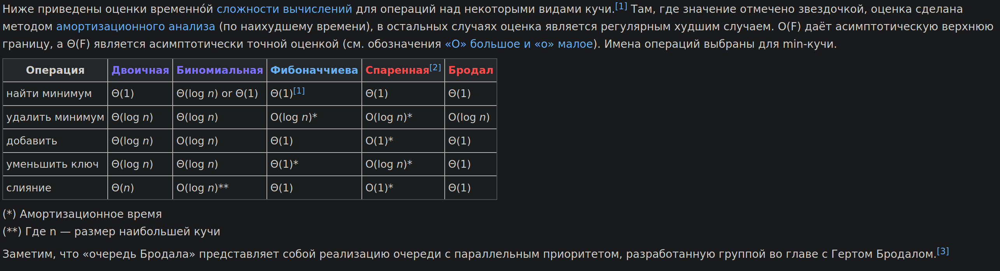 Ниже приведены оценки временно́й сложности вычислений для операций над некоторыми видами кучи.[1] Там, где значение отмечено звездочкой, оценка сделана
методом амортизационного анализа (по наихудшему времени), в остальных случаях оценка является регулярным худшим случаем. O(F) даёт асимптотическую верхнюю
границу, а Θ(F) является асимптотически точной оценкой (см. обозначения «O» большое и «o» малое). Имена операций выбраны для min-кучи.
Операция Двоичная Биномиальная Фибоначчиева Спаренная[2] Бродал
найти минимум Θ(1) Θ(log n) or Θ(1) Θ(1)[1] Θ(1) Θ(1)
удалить минимум Θ(log n) Θ(log n) O(log n)* O(log n)* O(log n)
добавить Θ(log n) O(log n) Θ(1) O(1)* Θ(1)
уменьшить ключ Θ(log n) Θ(log n) Θ(1)* O(log n)* Θ(1)
слияние Θ(n) O(log n)** Θ(1) O(1)* Θ(1)
(*) Амортизационное время
(**) Где n — размер наибольшей кучи
Заметим, что «очередь Бродала» представляет собой реализацию очереди с параллельным приоритетом, разработанную группой во главе с Гертом Бродалом.[3]